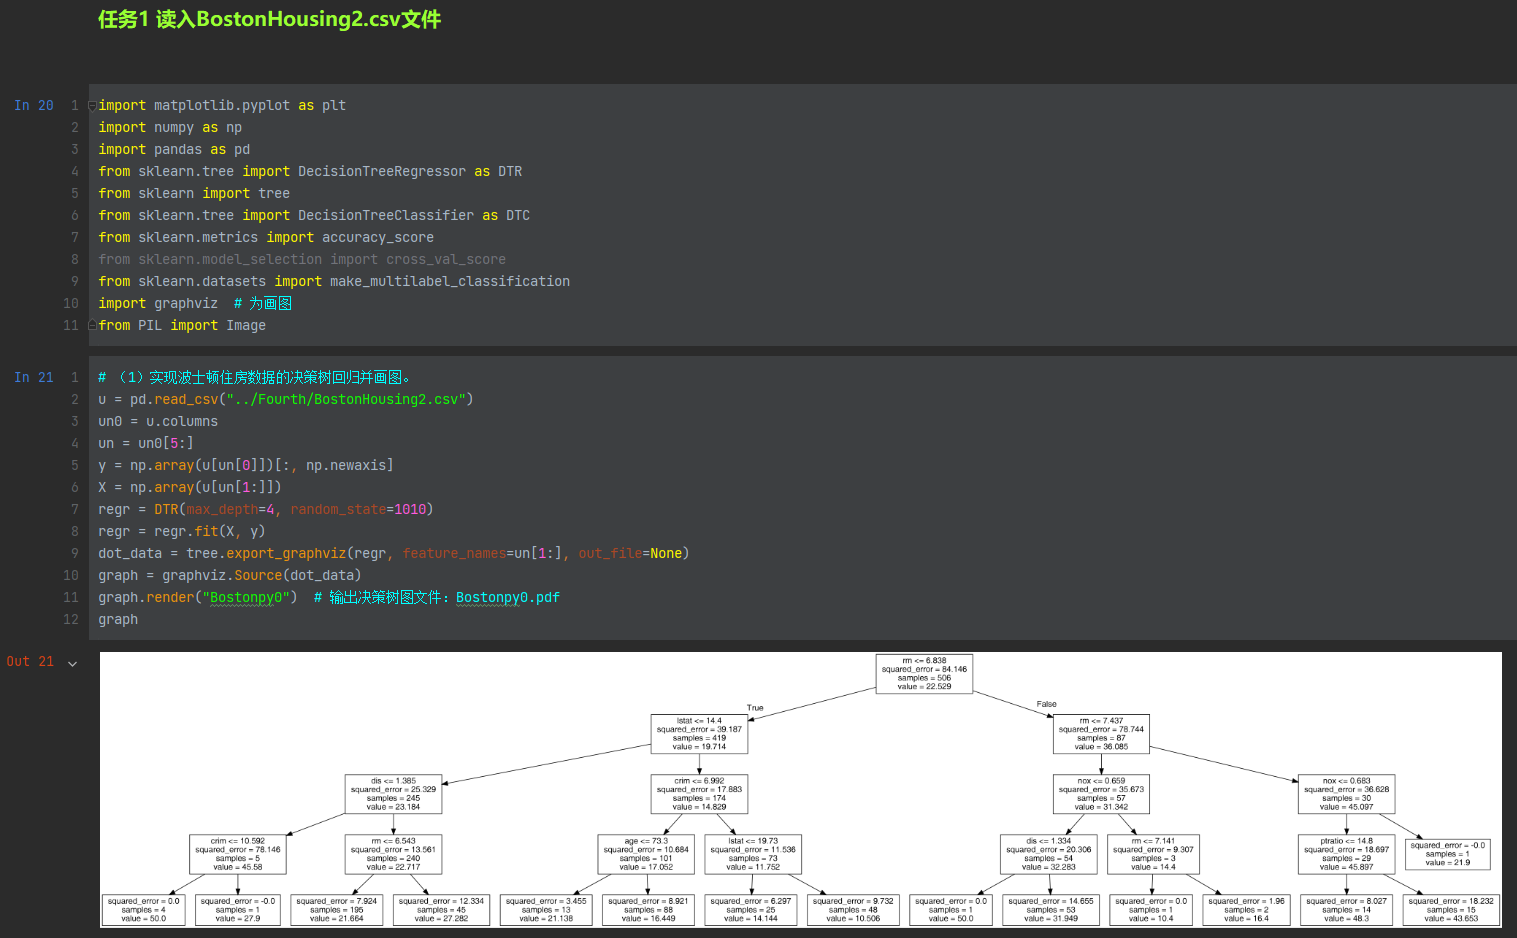 任务1 读入BostonHousing2.csv文件
In 20
1 import matplotlib.pyplot as plt
2 import numpy as np
3 import pandas as pd
4 from sklearn.tree import DecisionTreeRegressor as DTR
5 from sklearn import tree
6 from sklearn.tree import DecisionTreeClassifier as DTC
7 from sklearn.metrics import accuracy_score
8 from sklearn.model_selection import cross_val_score
9 from sklearn.datasets import make_multilabel_classification
10 import graphviz  # 为画图
11 from PIL import Image
In 21
1 # （1）实现波士顿住房数据的决策树回归并画图。
2 u = pd.read_csv("../Fourth/BostonHousing2.csv")
3 un0 = u.columns
4 un = un0[5:]
5 y = np.array(u[un[0]])[:, np.newaxis]
6 X = np.array(u[un[1:]])
7 regr = DTR(max_depth=4, random_state=1010)
8 regr = regr.fit(X, y)
9 dot_data = tree.export_graphviz(regr, feature_names=un[1:], out_file=None)
10 graph = graphviz.Source(dot_data)
11 graph.render("Bostonpy0")  # 输出决策树图文件：Bostonpy0.pdf
12 graph
Out 21
rm <= 6.838
squared_error = 84.146
samples = 506
value = 22.529
True
False
lstat <= 14.4
squared_error = 39.187
samples = 419
value = 19.714
rm <= 7.437
squared_error = 78.744
samples = 87
value = 36.085
dis <= 1.385
squared_error = 25.329
samples = 245
value = 23.184
crim <= 6.992
squared_error = 17.883
samples = 174
value = 14.829
nox <= 0.659
squared_error = 35.673
samples = 57
value = 31.342
nox <= 0.683
squared_error = 36.628
samples = 30
value = 45.097
crim <= 10.592
squared_error = 78.146
samples = 5
value = 45.58
rm <= 6.543
squared_error = 13.561
samples = 240
value = 22.717
age <= 73.3
squared_error = 10.684
samples = 101
value = 17.052
lstat <= 19.73
squared_error = 11.536
samples = 73
value = 11.752
dis <= 1.334
squared_error = 20.306
samples = 54
value = 32.283
rm <= 7.141
squared_error = 9.307
samples = 3
value = 14.4
ptratio <= 14.8
squared_error = 18.697
samples = 29
value = 45.897
squared_error = -0.0
samples = 1
value = 21.9
squared_error = 0.0
samples = 4
value = 50.0
squared_error = -0.0
samples = 1
value = 27.9
squared_error = 7.924
samples = 195
value = 21.664
squared_error = 12.334
samples = 45
value = 27.282
squared_error = 3.455
samples = 13
value = 21.138
squared_error = 8.921
samples = 88
value = 16.449
squared_error = 6.297
samples = 25
value = 14.144
squared_error = 9.732
samples = 48
value = 10.506
squared_error = 0.0
samples = 1
value = 50.0
squared_error = 14.655
samples = 53
value = 31.949
squared_error = 0.0
samples = 1
value = 10.4
squared_error = 1.96
samples = 2
value = 16.4
squared_error = 8.027
samples = 14
value = 48.3
squared_error = 18.232
samples = 15
value = 43.653